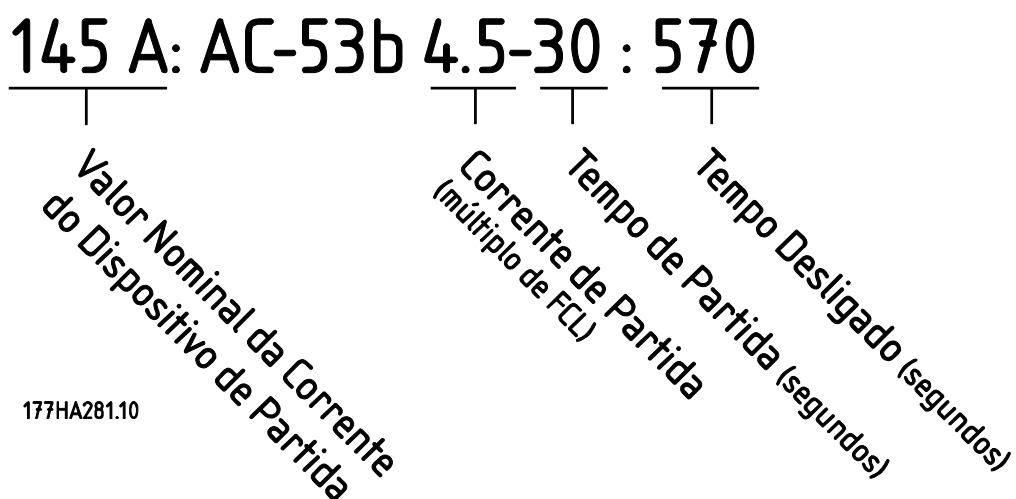 145 A: AC-53b 4.5-30 : 570
Valor Nominal da Corrente
do Dispositivo de Partida
Corrente de Partida
(múltiplo de FCL)
Tempo de Partida (segundos)
Tempo Desligado (segundos)
177HA281.10